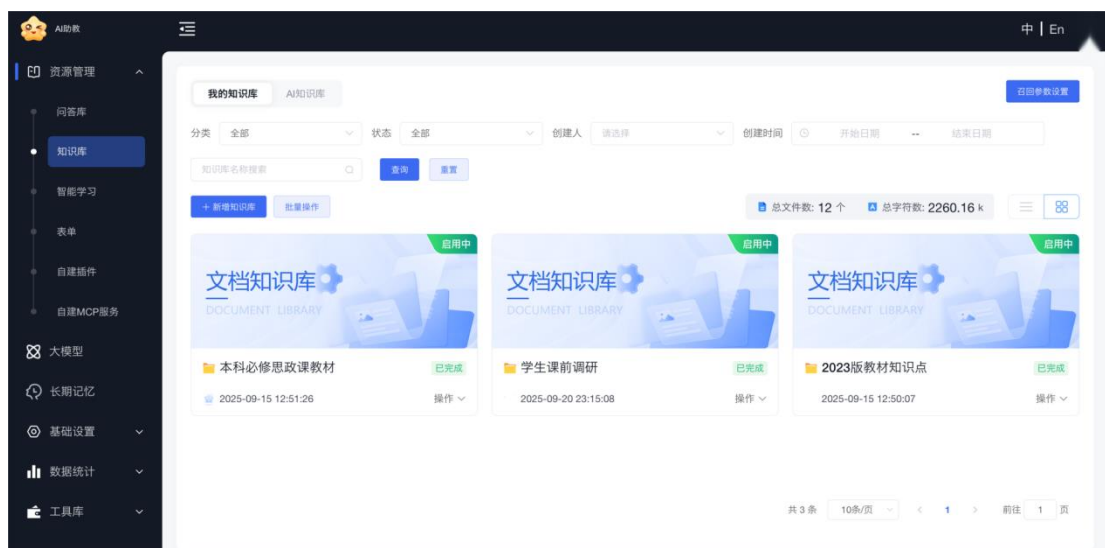 AI助教
中 | En
资源管理
问答库
知识库
智能学习
表单
自建插件
自建MCP服务
大模型
长期记忆
基础设置
数据统计
工具库
我的知识库 AI知识库
召回参数设置
分类 全部 状态 全部 创建人 请选择 创建时间 开始日期 -- 结束日期
知识库名称搜索 查询 重置
+ 新增知识库 批量操作 总文件数: 12 个 总字符数: 2260.16 k
启用中 启用中 启用中
文档知识库 文档知识库 文档知识库
DOCUMENT LIBRARY DOCUMENT LIBRARY DOCUMENT LIBRARY
本科必修思政课教材 已完成 学生课前调研 已完成 2023版教材知识点 已完成
2025-09-15 12:51:26 操作 2025-09-20 23:15:08 操作 2025-09-15 12:50:07 操作
共 3 条 10条/页 < 1 > 前往 1 页